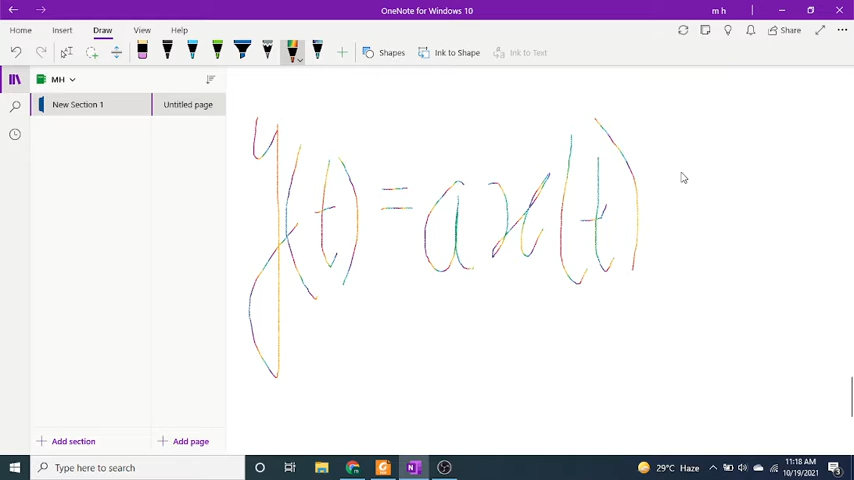 OneNote for Windows 10
m h
Home Insert Draw View Help
Share
Shapes
Ink to Shape
Ink to Text
MH
New Section 1
Untitled page
y(t) = a x(t)
Add section
Add page
Type here to search
29°C Haze
11:18 AM
10/19/2021
3